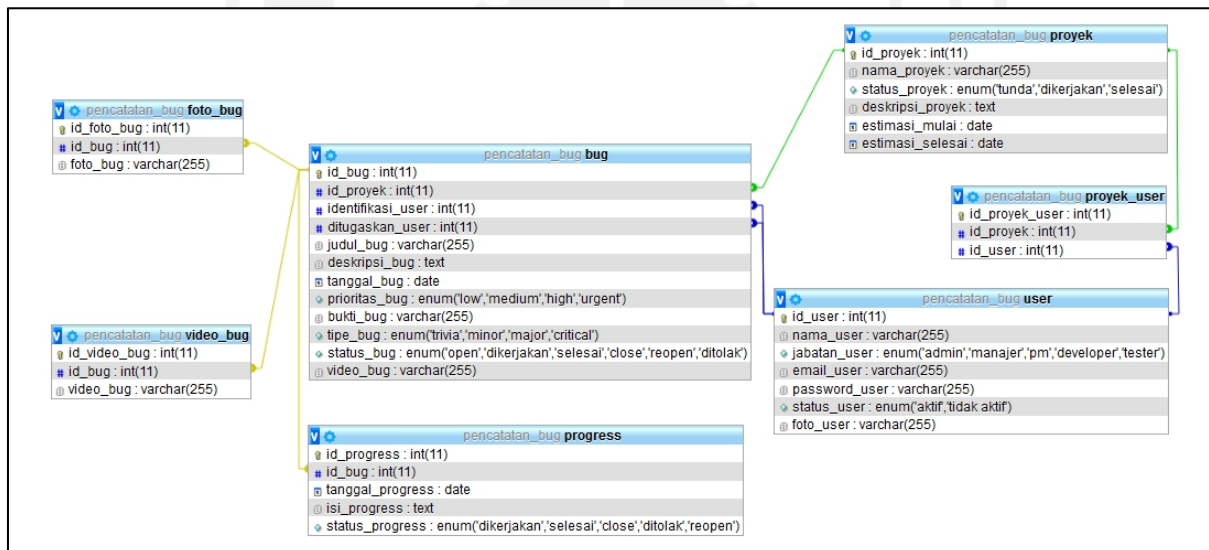 pencatatan_bug foto_bug
id_foto_bug : int(11)
id_bug : int(11)
foto_bug : varchar(255)
pencatatan_bug video_bug
id_video_bug : int(11)
id_bug : int(11)
video_bug : varchar(255)
pencatatan_bug bug
id_bug : int(11)
id_proyek : int(11)
identifikasi_user : int(11)
ditugaskan_user : int(11)
judul_bug : varchar(255)
deskripsi_bug : text
tanggal_bug : date
prioritas_bug : enum('low','medium','high','urgent')
bukti_bug : varchar(255)
tipe_bug : enum('trivia','minor','major','critical')
status_bug : enum('open','dikerjakan','selesai','close','reopen','ditolak')
video_bug : varchar(255)
pencatatan_bug progress
id_progress : int(11)
id_bug : int(11)
tanggal_progress : date
isi_progress : text
status_progress : enum('dikerjakan','selesai','close','ditolak','reopen')
pencatatan_bug proyek
id_proyek : int(11)
nama_proyek : varchar(255)
status_proyek : enum('tunda','dikerjakan','selesai')
deskripsi_proyek : text
estimasi_mulai : date
estimasi_selesai : date
pencatatan_bug proyek_user
id_proyek_user : int(11)
id_proyek : int(11)
id_user : int(11)
pencatatan_bug user
id_user : int(11)
nama_user : varchar(255)
jabatan_user : enum('admin','manajer','pm','developer','tester')
email_user : varchar(255)
password_user : varchar(255)
status_user : enum('aktif','tidak aktif')
foto_user : varchar(255)